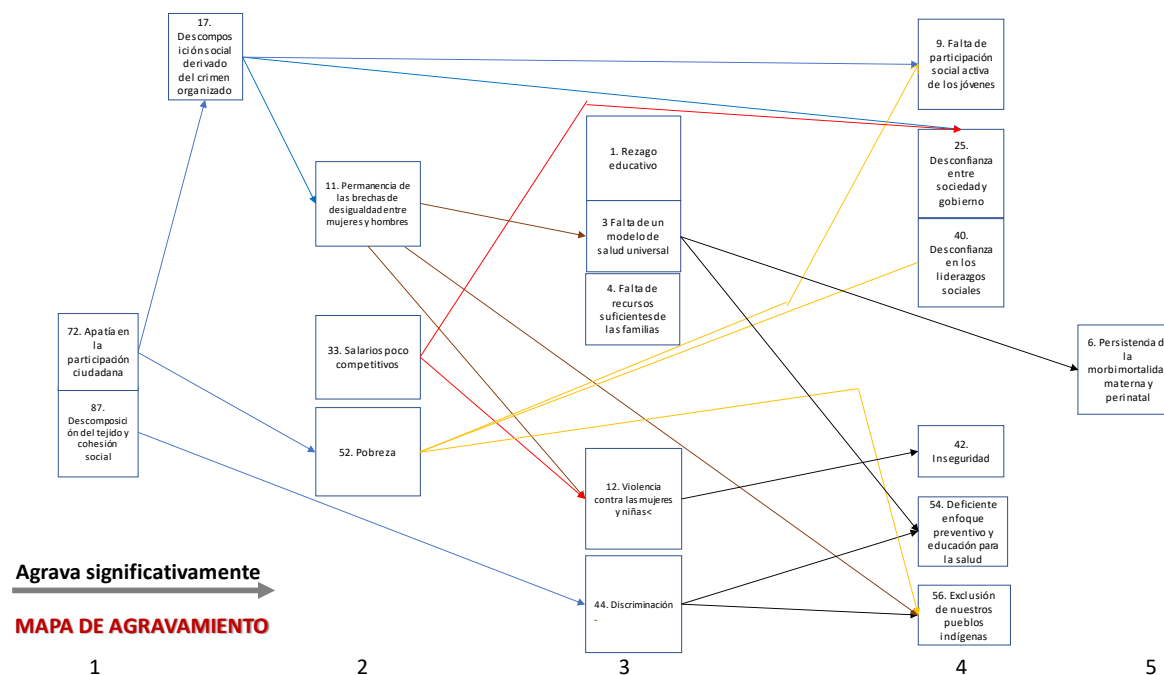 17.
Descompos
ición social
derivado
del crimen
organizado
9. Falta de
participación
social activa
de los jóvenes
1. Rezago
educativo
25.
Desconfianza
entre
sociedad y
gobierno
11. Permanencia de
las brechas de
desigualdad entre
mujeres y hombres
3 Falta de un
modelo de
salud universal
40.
Desconfianza
en los
liderazgos
sociales
4. Falta de
recursos
suficientes de
las familias
72. Apatía en
la
participación
ciudadana
33. Salarios poco
competitivos
6. Persistencia d
la
morbimortalida
materna y
perinatal
87.
Descomposic
ión del tejido y
cohesión
social
52. Pobreza
42.
Inseguridad
12. Violencia
contra las mujeres
y niñas<
54. Deficiente
enfoque
preventivo y
educación para
la salud
44. Discriminación
-
56. Exclusión
de nuestros
pueblos
indígenas
Agrava significativamente
MAPA DE AGRAVAMIENTO
1 2 3 4 5